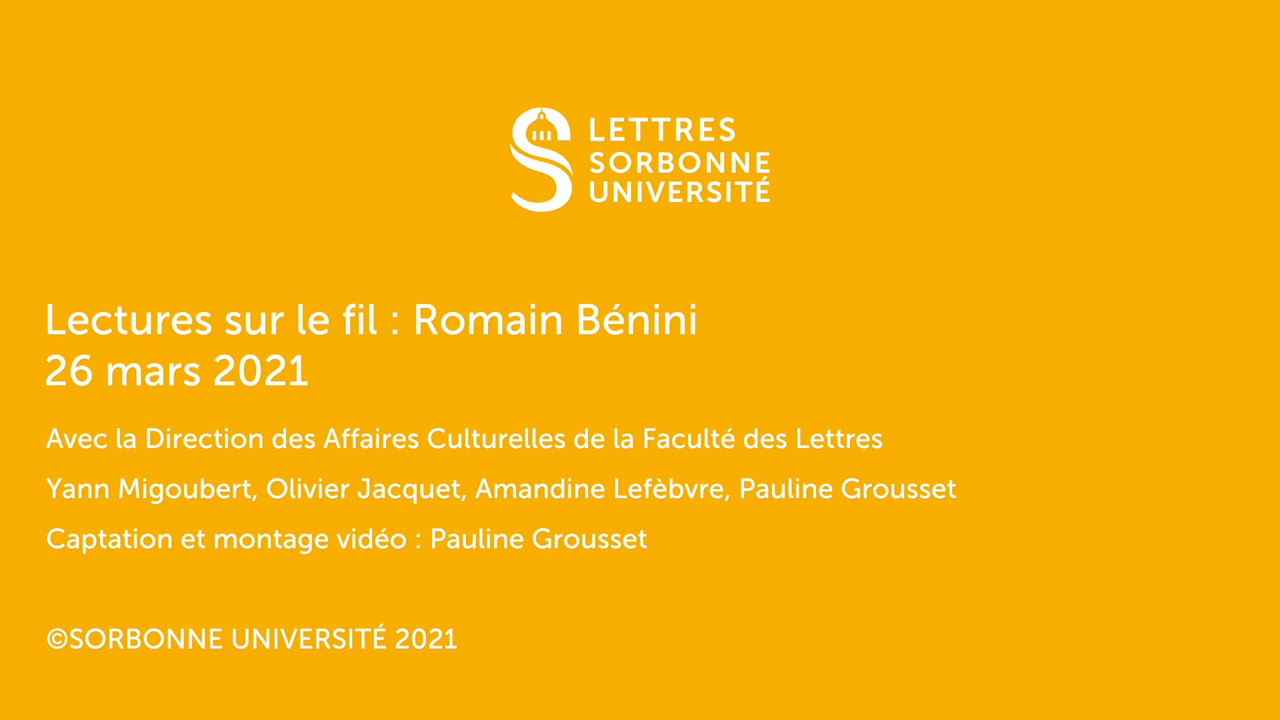 LETTRES
SORBONNE
UNIVERSITÉ
Lectures sur le fil : Romain Bénini
26 mars 2021
Avec la Direction des Affaires Culturelles de la Faculté des Lettres
Yann Migoubert, Olivier Jacquet, Amandine Lefèbvre, Pauline Grousset
Captation et montage vidéo : Pauline Grousset
©SORBONNE UNIVERSITÉ 2021